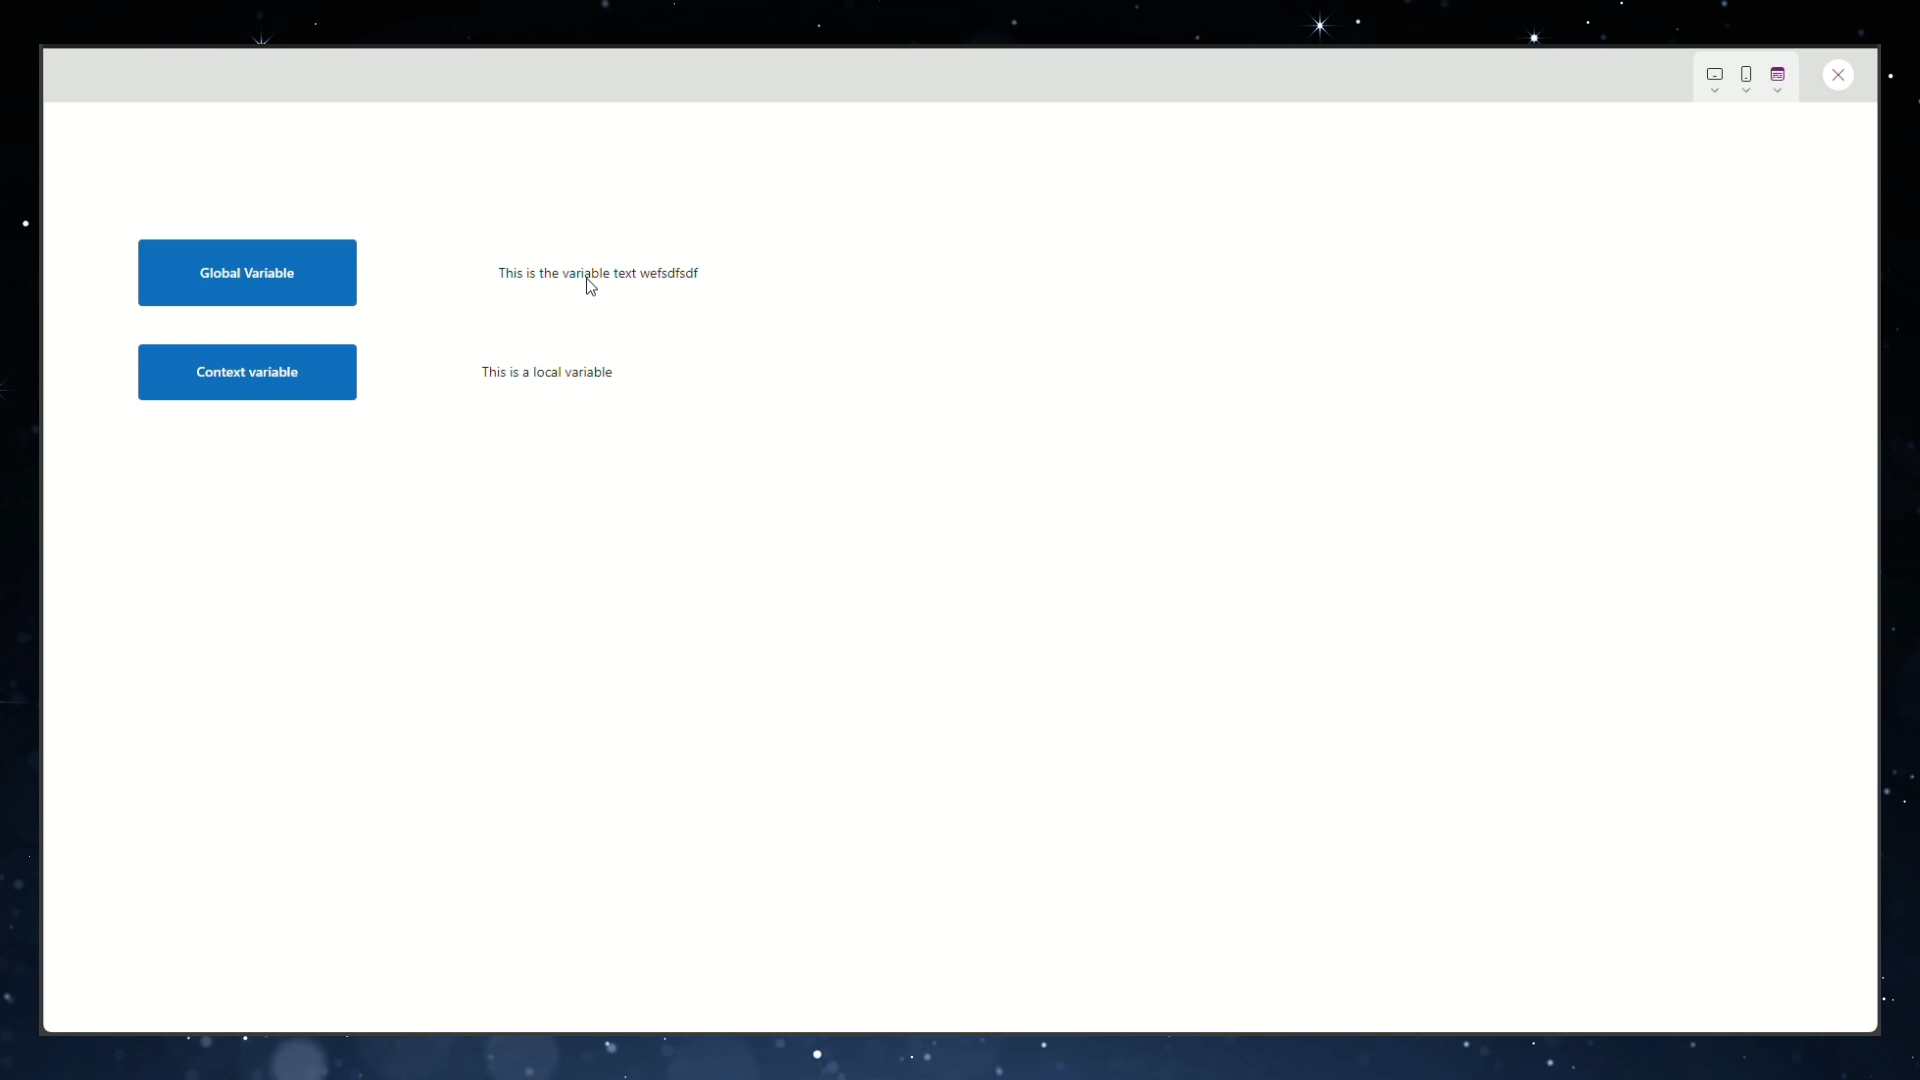 Global Variable
This is the variable text wefsdfsdf
Context variable
This is a local variable